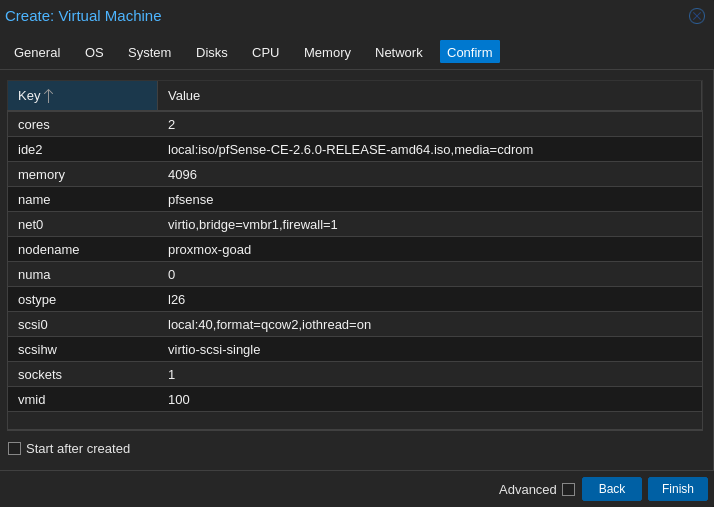 Create: Virtual Machine
General OS System Disks CPU Memory Network Confirm
Key Value
cores 2
ide2 local:iso/pfSense-CE-2.6.0-RELEASE-amd64.iso,media=cdrom
memory 4096
name pfsense
net0 virtio,bridge=vmbr1,firewall=1
nodename proxmox-goad
numa 0
ostype l26
scsi0 local:40,format=qcow2,iothread=on
scsihw virtio-scsi-single
sockets 1
vmid 100
Start after created
Advanced Back Finish